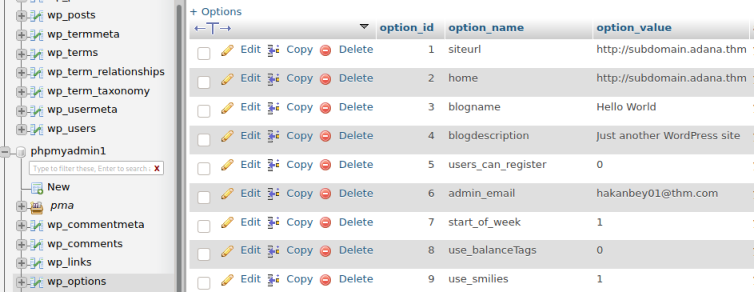 wp_posts
wp_termmeta
wp_terms
wp_term_relationships
wp_term_taxonomy
wp_usermeta
wp_users
phpmyadmin1
Type to filter these, Enter to search X
New
pma
wp_commentmeta
wp_comments
wp_links
wp_options
+ Options
←T→ option_id option_name option_value
Edit Copy Delete 1 siteurl http://subdomain.adana.thm
Edit Copy Delete 2 home http://subdomain.adana.thm
Edit Copy Delete 3 blogname Hello World
Edit Copy Delete 4 blogdescription Just another WordPress site
Edit Copy Delete 5 users_can_register 0
Edit Copy Delete 6 admin_email hakanbey01@thm.com
Edit Copy Delete 7 start_of_week 1
Edit Copy Delete 8 use_balanceTags 0
Edit Copy Delete 9 use_smilies 1